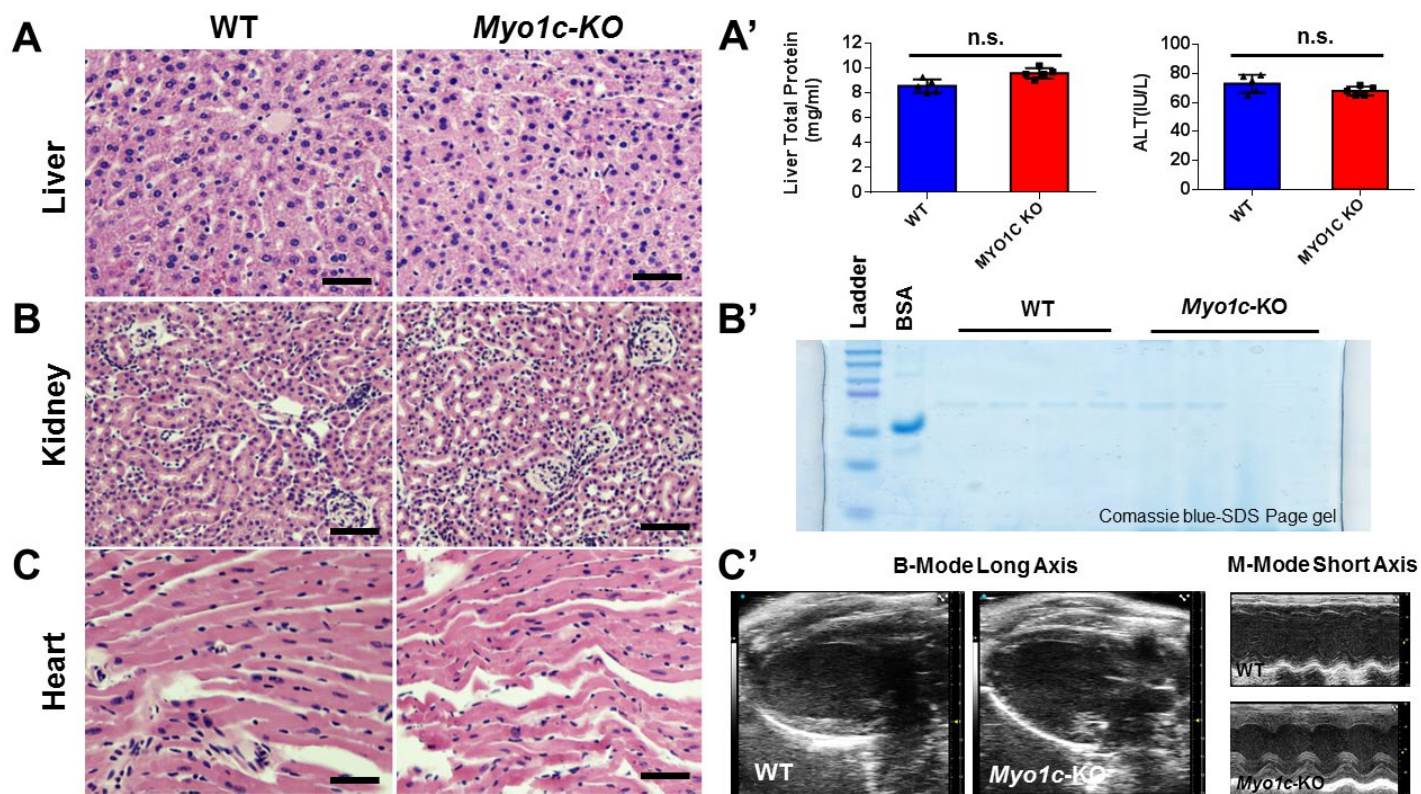 WT
Myo1c-KO
A
Liver
B
Kidney
C
Heart
A'
Liver Total Protein
(mg/ml)
12
10
8
6
4
2
0
n.s.
WT
MYO1C KO
ALT(IU/L)
100
80
60
40
20
0
n.s.
WT
MYO1C KO
B'
Ladder
BSA
WT
Myo1c-KO
Comassie blue-SDS Page gel
C'
B-Mode Long Axis
M-Mode Short Axis
WT
Myo1c-KO
WT
Myo1c-KO